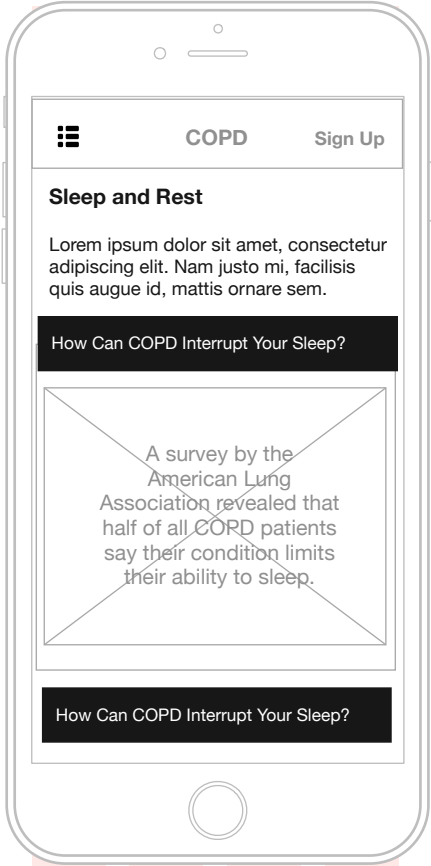 COPD Sign Up
Sleep and Rest
Lorem ipsum dolor sit amet, consectetur
adipiscing elit. Nam justo mi, facilisis
quis augue id, mattis ornare sem.
How Can COPD Interrupt Your Sleep?
A survey by the
American Lung
Association revealed that
half of all COPD patients
say their condition limits
their ability to sleep.
How Can COPD Interrupt Your Sleep?